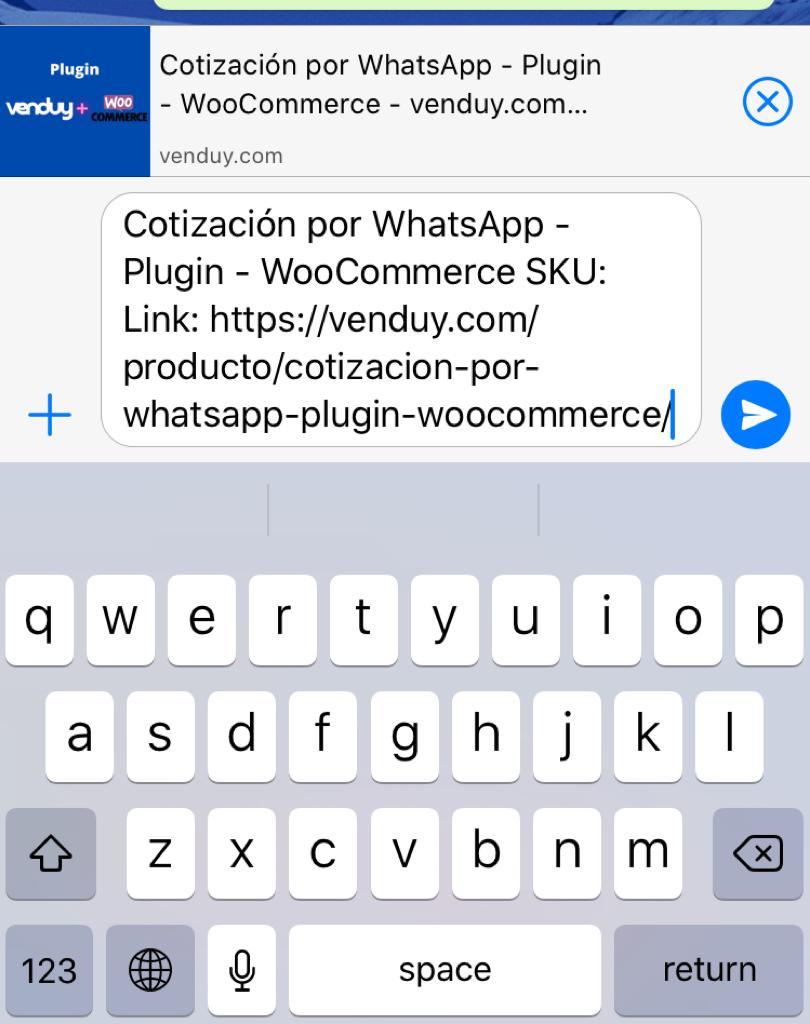 Plugin
venduy+ WOO
COMMERCE
Cotización por WhatsApp - Plugin
- WooCommerce - venduy.com...
venduy.com
Cotización por WhatsApp -
Plugin - WooCommerce SKU:
Link: https://venduy.com/
producto/cotizacion-por-
whatsapp-plugin-woocommerce/
q w e r t y u i o p
a s d f g h j k l
z x c v b n m
123 space return